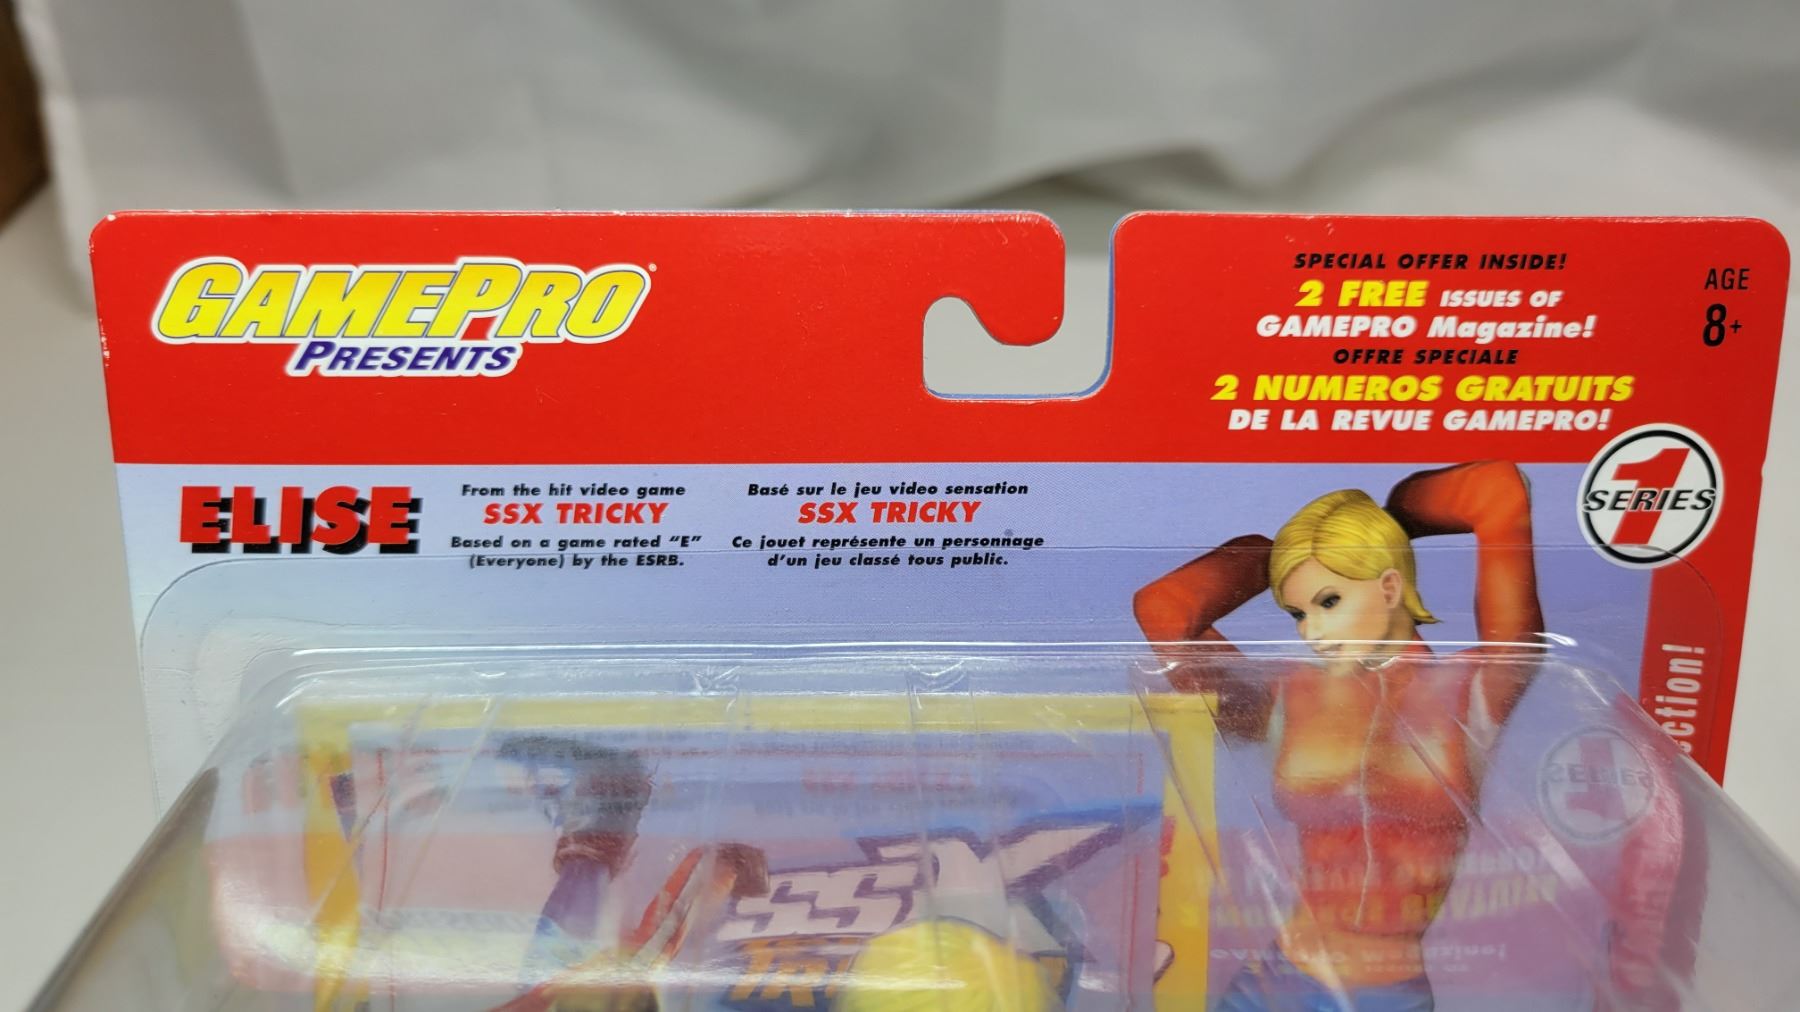 GAMEPRO®
PRESENTS
SPECIAL OFFER INSIDE!
2 FREE ISSUES OF
GAMEPRO Magazine!
OFFRE SPECIALE
2 NUMEROS GRATUITS
DE LA REVUE GAMEPRO!
AGE
8+
1
SERIES
ELISE
From the hit video game
SSX TRICKY
Based on a game rated “E”
(Everyone) by the ESRB.
Basé sur le jeu video sensation
SSX TRICKY
Ce jouet représente un personnage
d'un jeu classé tous public.
SSX